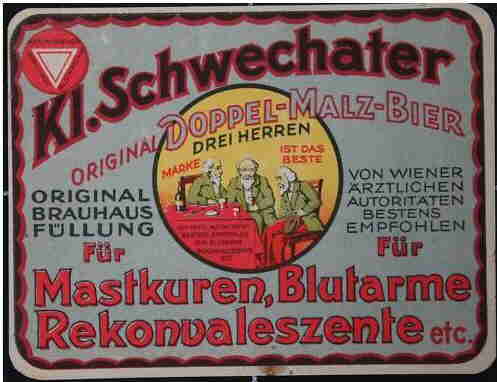 Kl. Schwechater
ORIGINAL DOPPEL-MALZ-BIER
DREI HERREN
MARKE
IST DAS
BESTE
ORIGINAL
BRAUHAUS
FÜLLUNG
VON WIENER
ÄRZTLICHEN
AUTORITÄTEN
BESTENS
EMPFOHLEN
Für
Für
Mastkuren, Blutarme
Rekonvaleszente etc.